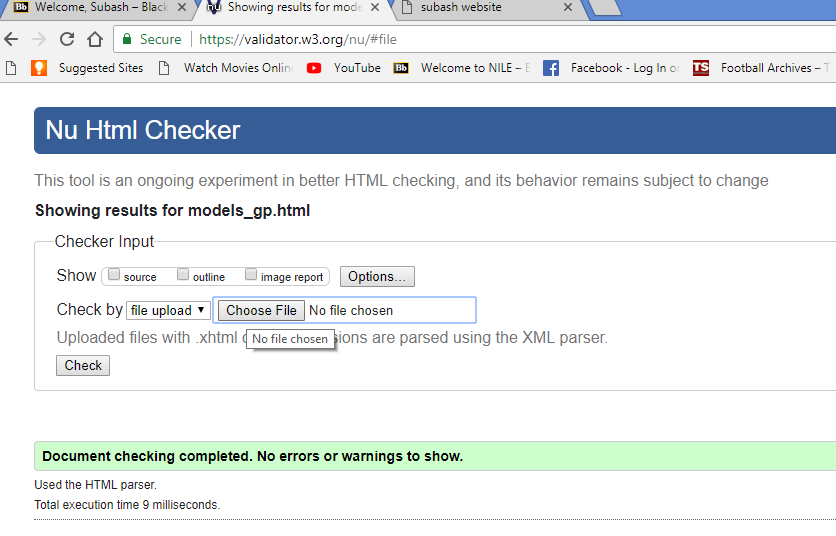 Bb Welcome, Subash – Black
nu Showing results for mode
subash website
Secure https://validator.w3.org/nu/#file
Suggested Sites Watch Movies Onlin YouTube Bb Welcome to NILE – B Facebook - Log In or TS Football Archives – T
Nu Html Checker
This tool is an ongoing experiment in better HTML checking, and its behavior remains subject to change
Showing results for models_gp.html
Checker Input
Show source outline image report Options...
Check by file upload Choose File No file chosen
Uploaded files with .xhtml sions are parsed using the XML parser.
No file chosen
Check
Document checking completed. No errors or warnings to show.
Used the HTML parser.
Total execution time 9 milliseconds.